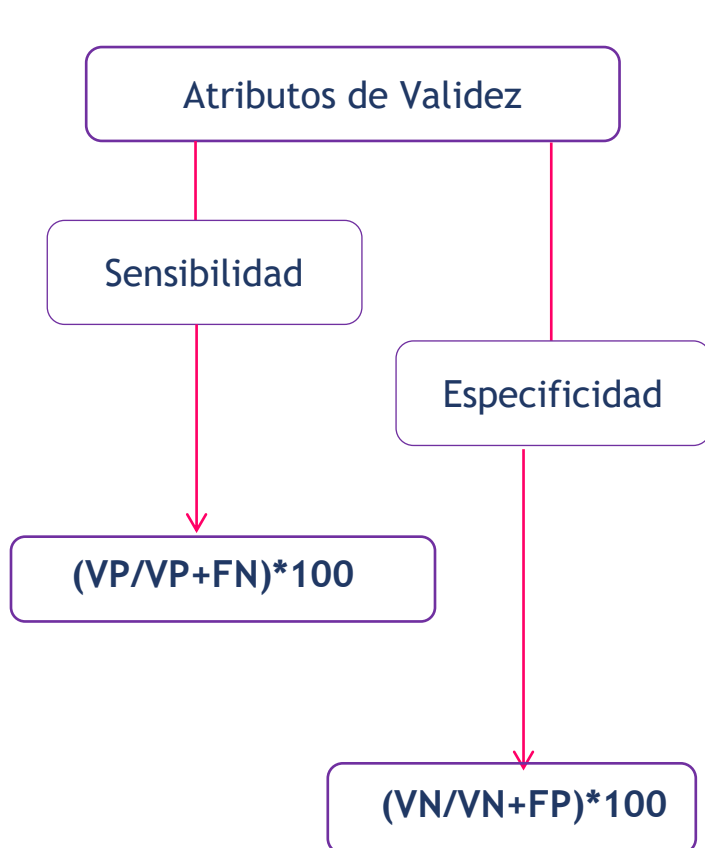 Atributos de Validez
Sensibilidad
Especificidad
(VP/VP+FN)*100
(VN/VN+FP)*100